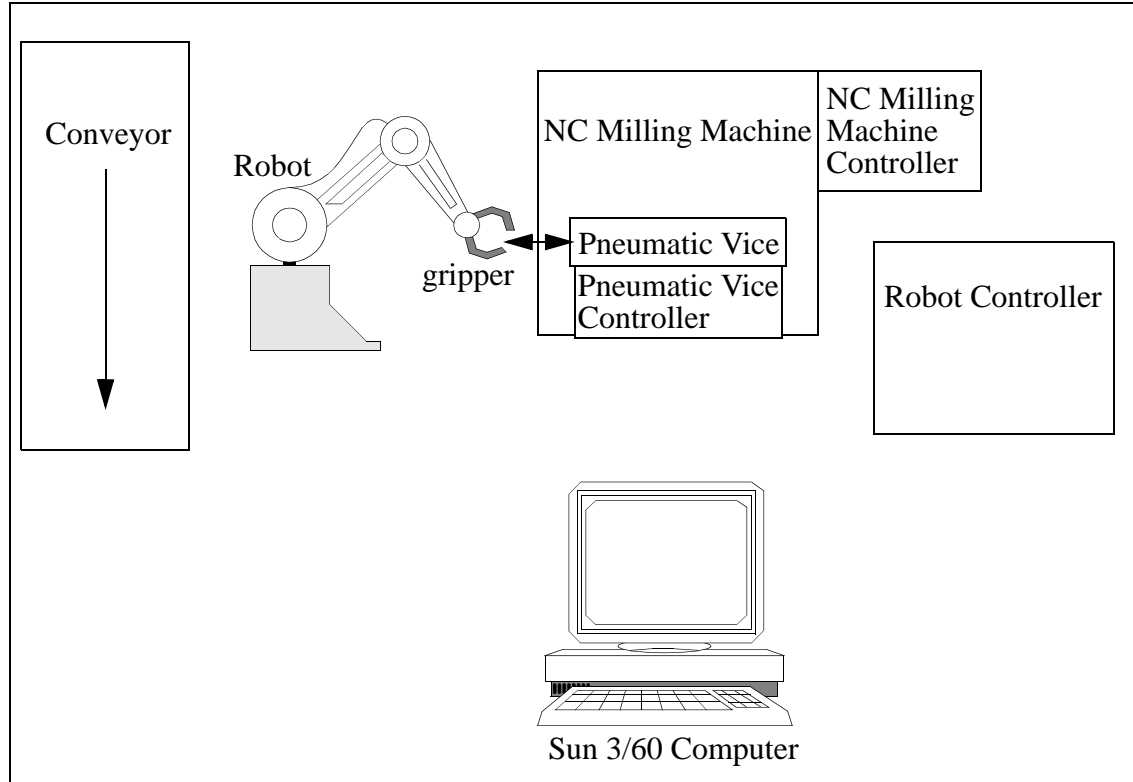 Conveyor
Robot
gripper
NC Milling Machine
NC Milling
Machine
Controller
Pneumatic Vice
Pneumatic Vice
Controller
Robot Controller
Sun 3/60 Computer